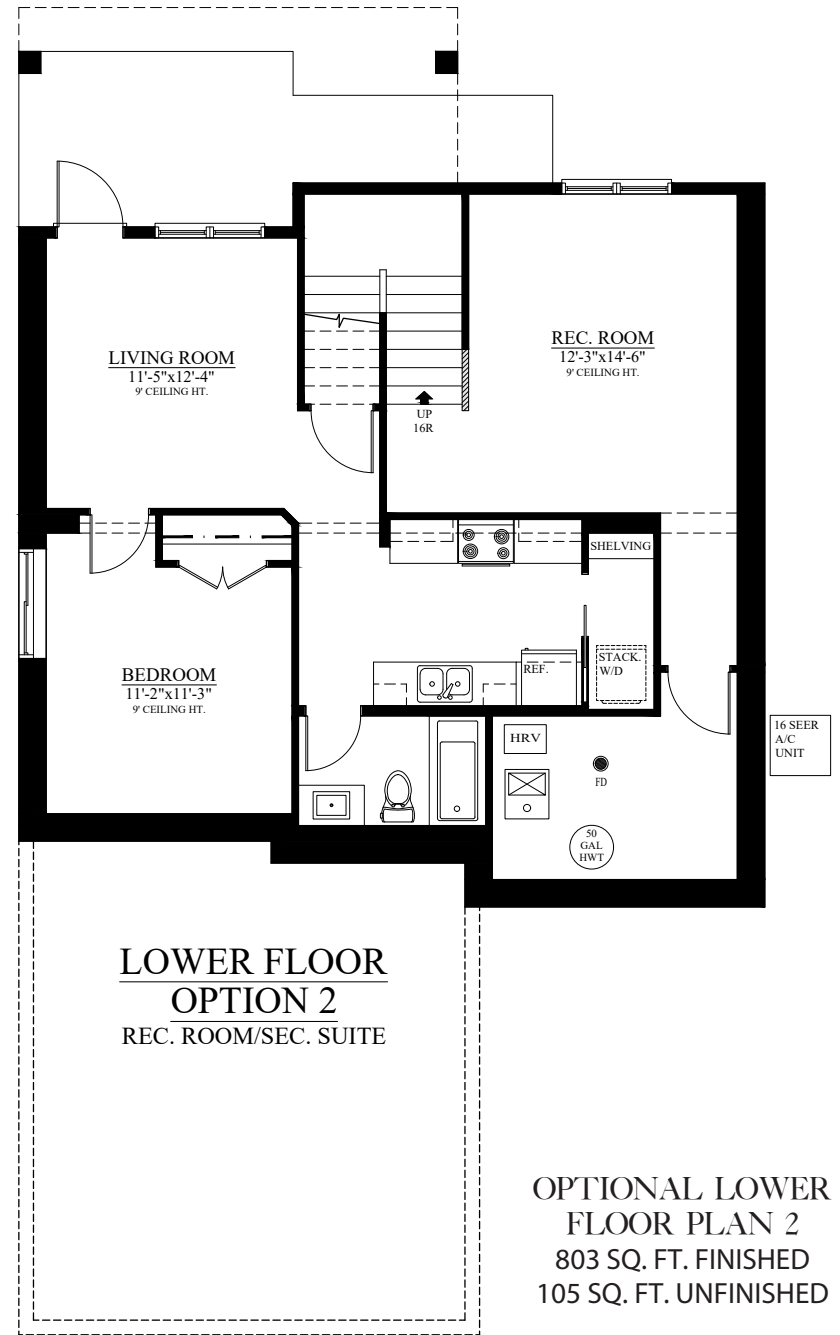 LIVING ROOM
11'-5"x12'-4"
9' CEILING HT.
REC. ROOM
12'-3"x14'-6"
9' CEILING HT.
UP
16R
SHELVING
BEDROOM
11'-2"x11'-3"
9' CEILING HT.
REF.
STACK.
W/D
HRV
FD
50
GAL
HWT
16 SEER
A/C
UNIT
LOWER FLOOR
OPTION 2
REC. ROOM/SEC. SUITE
OPTIONAL LOWER
FLOOR PLAN 2
803 SQ. FT. FINISHED
105 SQ. FT. UNFINISHED